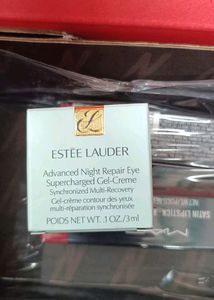 ESTĒE LAUDER
Advanced Night Repair Eye
Supercharged Gel-Creme
Synchronized Multi-Recovery
Gel-crème contour des yeux
multi-réparation synchronisée
POIDS NET WT. .1 OZ./3ml
SATIN LIPSTICK